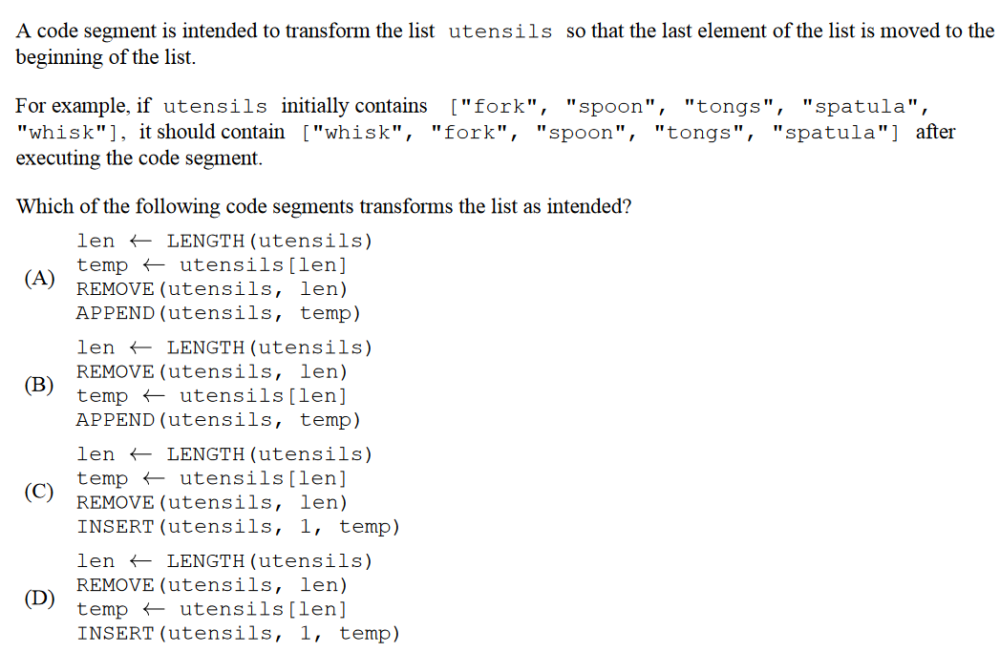 A code segment is intended to transform the list utensils so that the last element of the list is moved to the
beginning of the list.
For example, if utensils initially contains ["fork", "spoon", "tongs", "spatula",
"whisk"], it should contain ["whisk", "fork", "spoon", "tongs", "spatula"] after
executing the code segment.
Which of the following code segments transforms the list as intended?
(A)
len ← LENGTH(utensils)
temp ← utensils[len]
REMOVE(utensils, len)
APPEND(utensils, temp)
(B)
len ← LENGTH(utensils)
REMOVE(utensils, len)
temp ← utensils[len]
APPEND(utensils, temp)
(C)
len ← LENGTH(utensils)
temp ← utensils[len]
REMOVE(utensils, len)
INSERT(utensils, 1, temp)
(D)
len ← LENGTH(utensils)
REMOVE(utensils, len)
temp ← utensils[len]
INSERT(utensils, 1, temp)